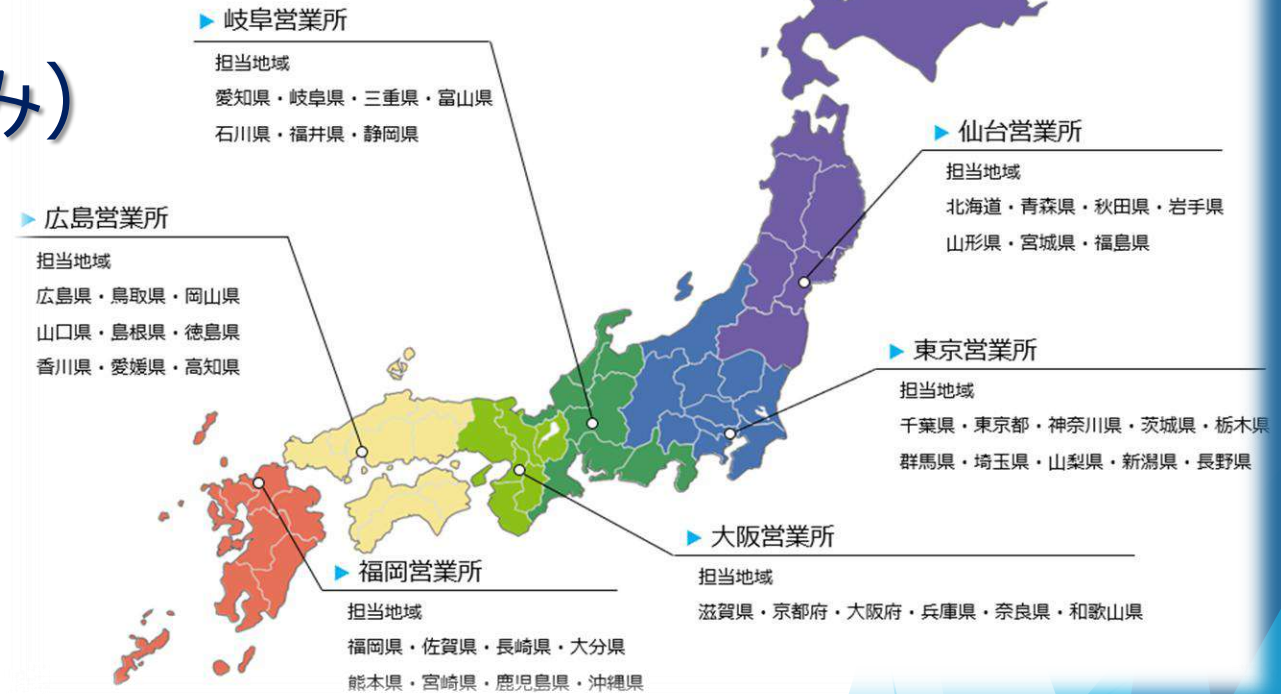 み）
岐阜営業所
担当地域
愛知県・岐阜県・三重県・富山県
石川県・福井県・静岡県
仙台営業所
担当地域
北海道・青森県・秋田県・岩手県
山形県・宮城県・福島県
広島営業所
担当地域
広島県・鳥取県・岡山県
山口県・島根県・徳島県
香川県・愛媛県・高知県
東京営業所
担当地域
千葉県・東京都・神奈川県・茨城県・栃木県
群馬県・埼玉県・山梨県・新潟県・長野県
大阪営業所
担当地域
滋賀県・京都府・大阪府・兵庫県・奈良県・和歌山県
福岡営業所
担当地域
福岡県・佐賀県・長崎県・大分県
熊本県・宮崎県・鹿児島県・沖縄県